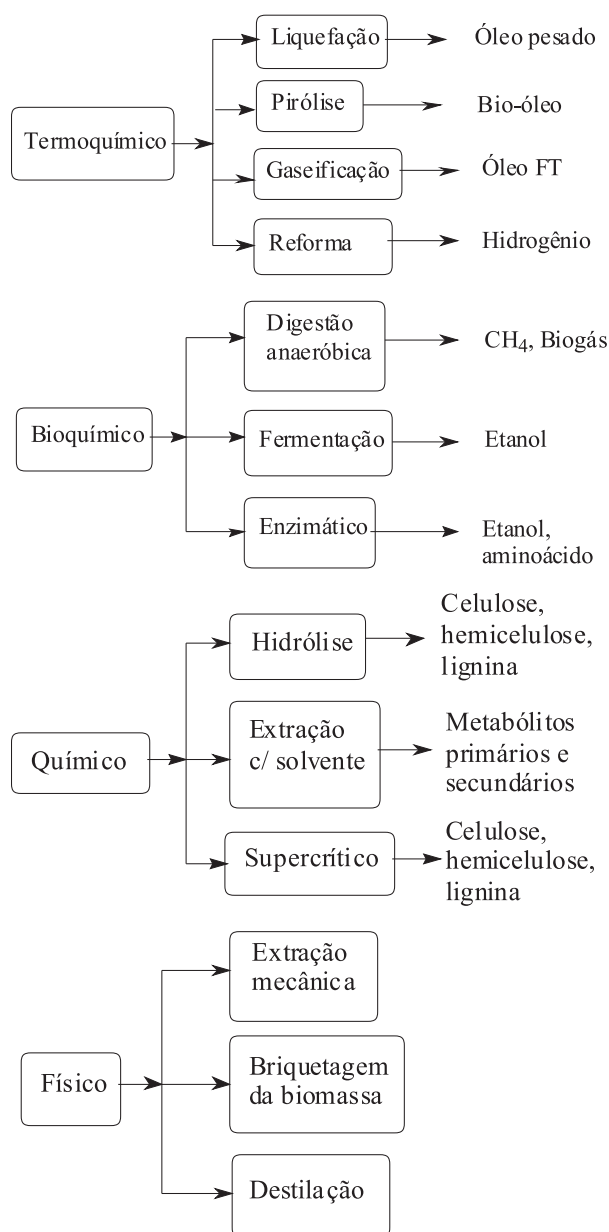 Liquefação
Óleo pesado
Pirólise
Bio-óleo
Termoquímico
Gaseificação
Óleo FT
Reforma
Hidrogênio
Digestão
anaeróbica
CH4, Biogás
Bioquímico
Fermentação
Etanol
Enzimático
Etanol,
aminoácido
Hidrólise
Celulose,
hemicelulose,
lignina
Químico
Extração
c/ solvente
Metabólitos
primários e
secundários
Supercrítico
Celulose,
hemicelulose,
lignina
Extração
mecânica
Físico
Briquetagem
da biomassa
Destilação